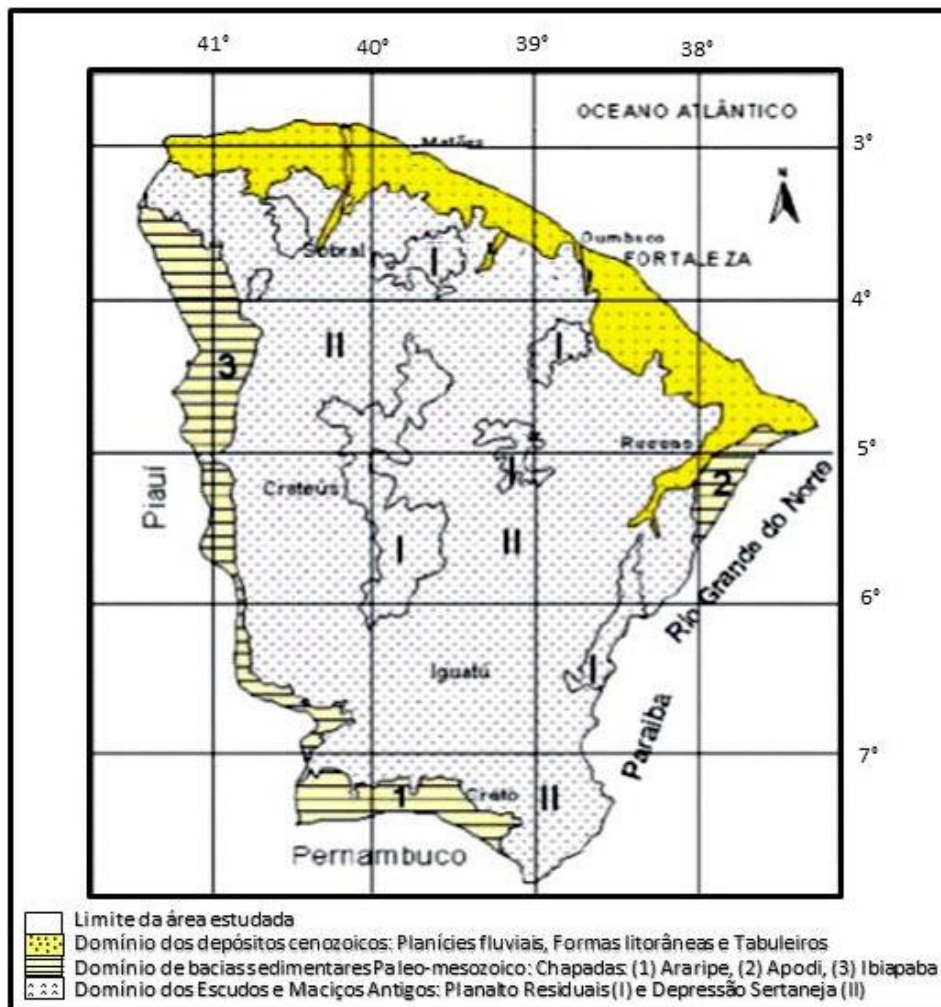 41° 40° 39° 38°
OCEANO ATLÂNTICO
3°
N
Sobral
FORTALEZA
I
4°
II
I
3
5°
I
2
Piauí
Crateús
I
II
Rio Grande do Norte
6°
Iguatú
I
Paraiba
7°
1
Crato
II
Pernambuco
Limite da área estudada
Domínio dos depósitos cenozoicos: Planícies fluviais, Formas litorâneas e Tabuleiros
Domínio de bacias sedimentares Paleo-mesozoico: Chapadas: (1) Araripe, (2) Apodi, (3) Ibiapaba
Domínio dos Escudos e Maciços Antigos: Planalto Residuais (I) e Depressão Sertaneja (II)